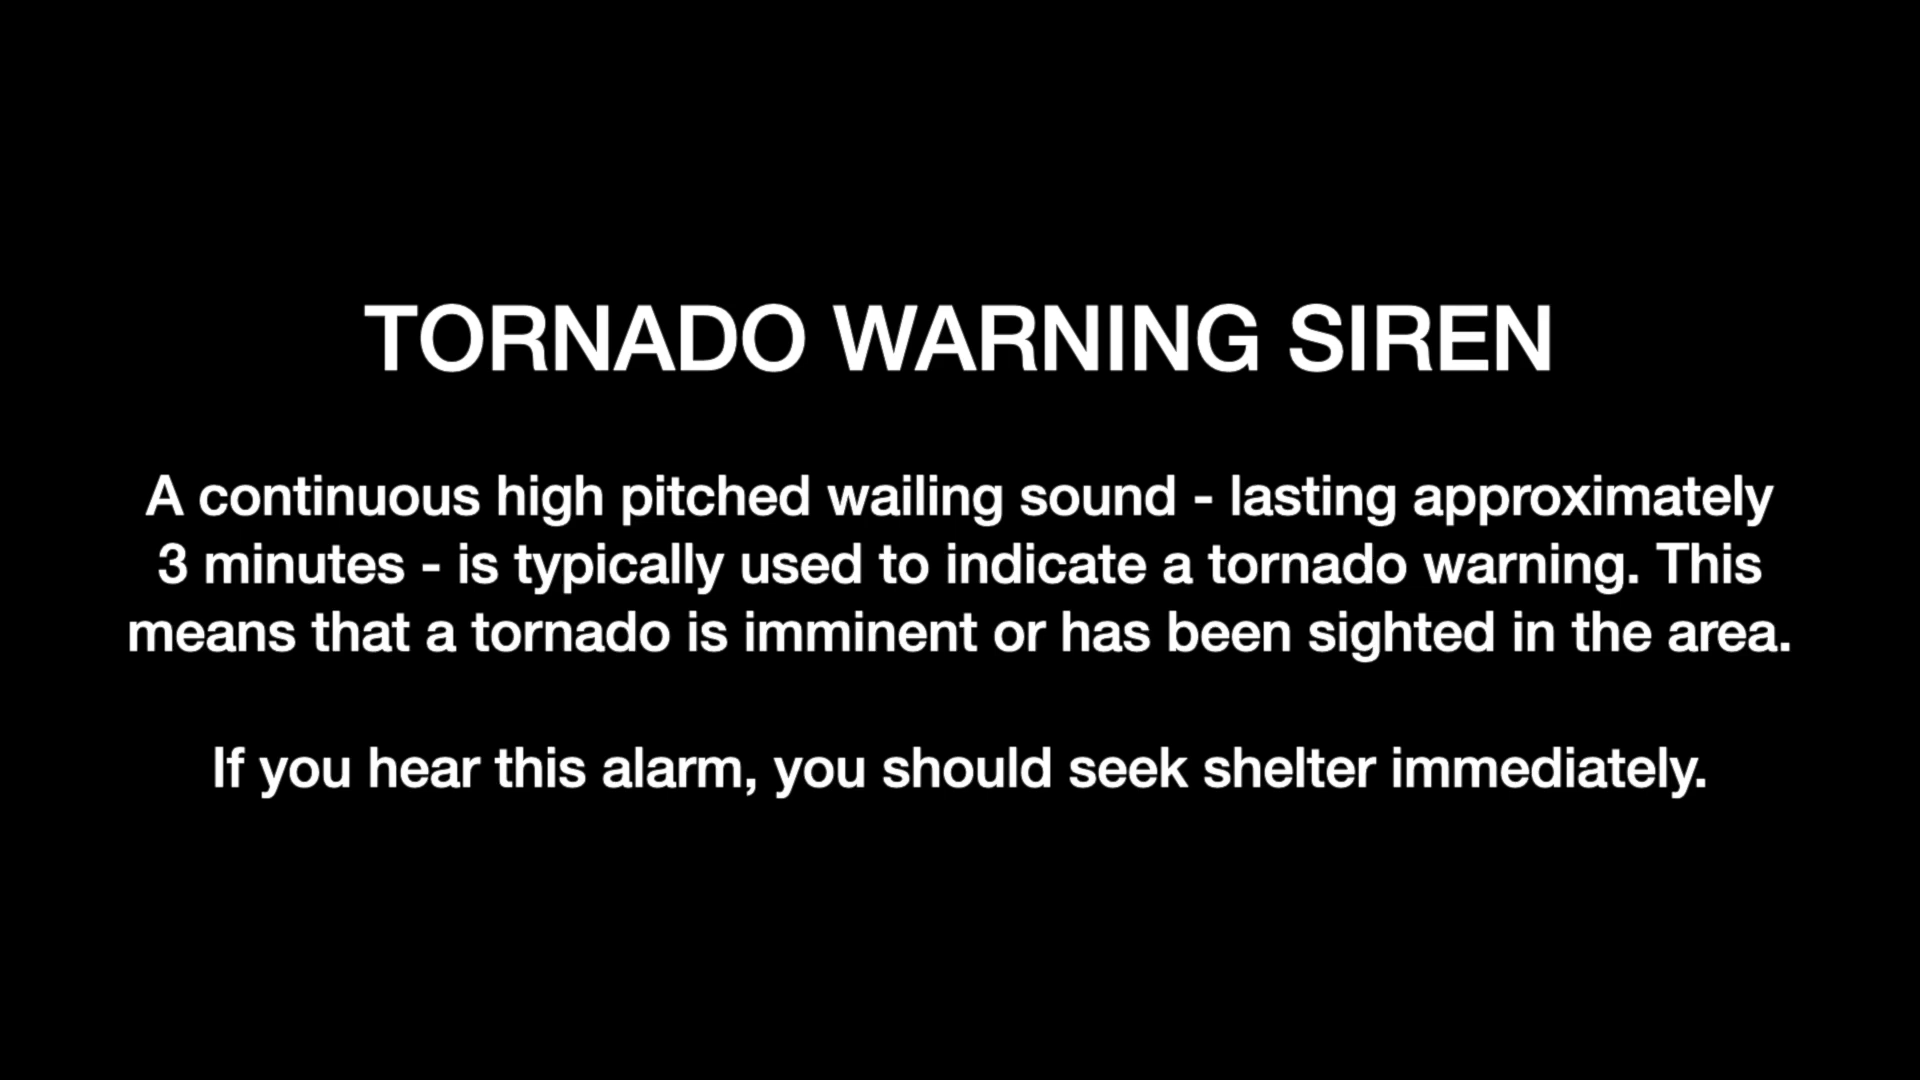 TORNADO WARNING SIREN
A continuous high pitched wailing sound - lasting approximately
3 minutes - is typically used to indicate a tornado warning. This
means that a tornado is imminent or has been sighted in the area.
If you hear this alarm, you should seek shelter immediately.